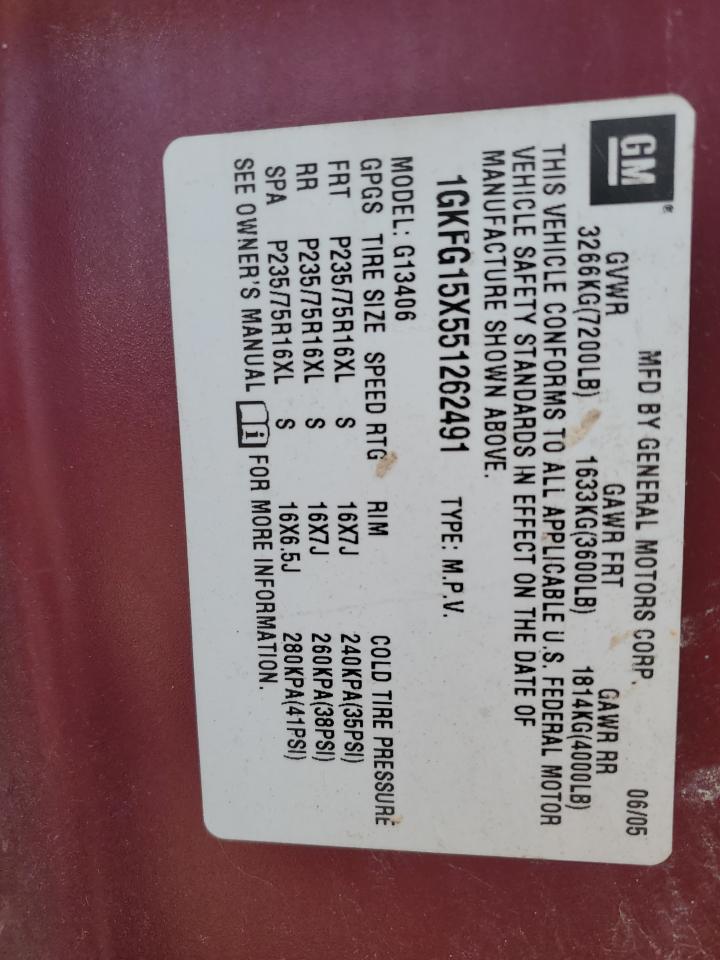 GM®
MFD BY GENERAL MOTORS CORP. 06/05
GVWR GAWR FRT GAWR RR
3266KG(7200LB) 1633KG(3600LB) 1814KG(4000LB)
THIS VEHICLE CONFORMS TO ALL APPLICABLE U.S. FEDERAL MOTOR
VEHICLE SAFETY STANDARDS IN EFFECT ON THE DATE OF
MANUFACTURE SHOWN ABOVE.
1GKFG15X551262491 TYPE: M.P.V.
MODEL: G13406
GPGS TIRE SIZE SPEED RTG RIM COLD TIRE PRESSURE
FRT P235/75R16XL S 16X7J 240KPA(35PSI)
RR P235/75R16XL S 16X7J 260KPA(38PSI)
SPA P235/75R16XL S 16X6.5J 280KPA(41PSI)
SEE OWNER'S MANUAL i FOR MORE INFORMATION.